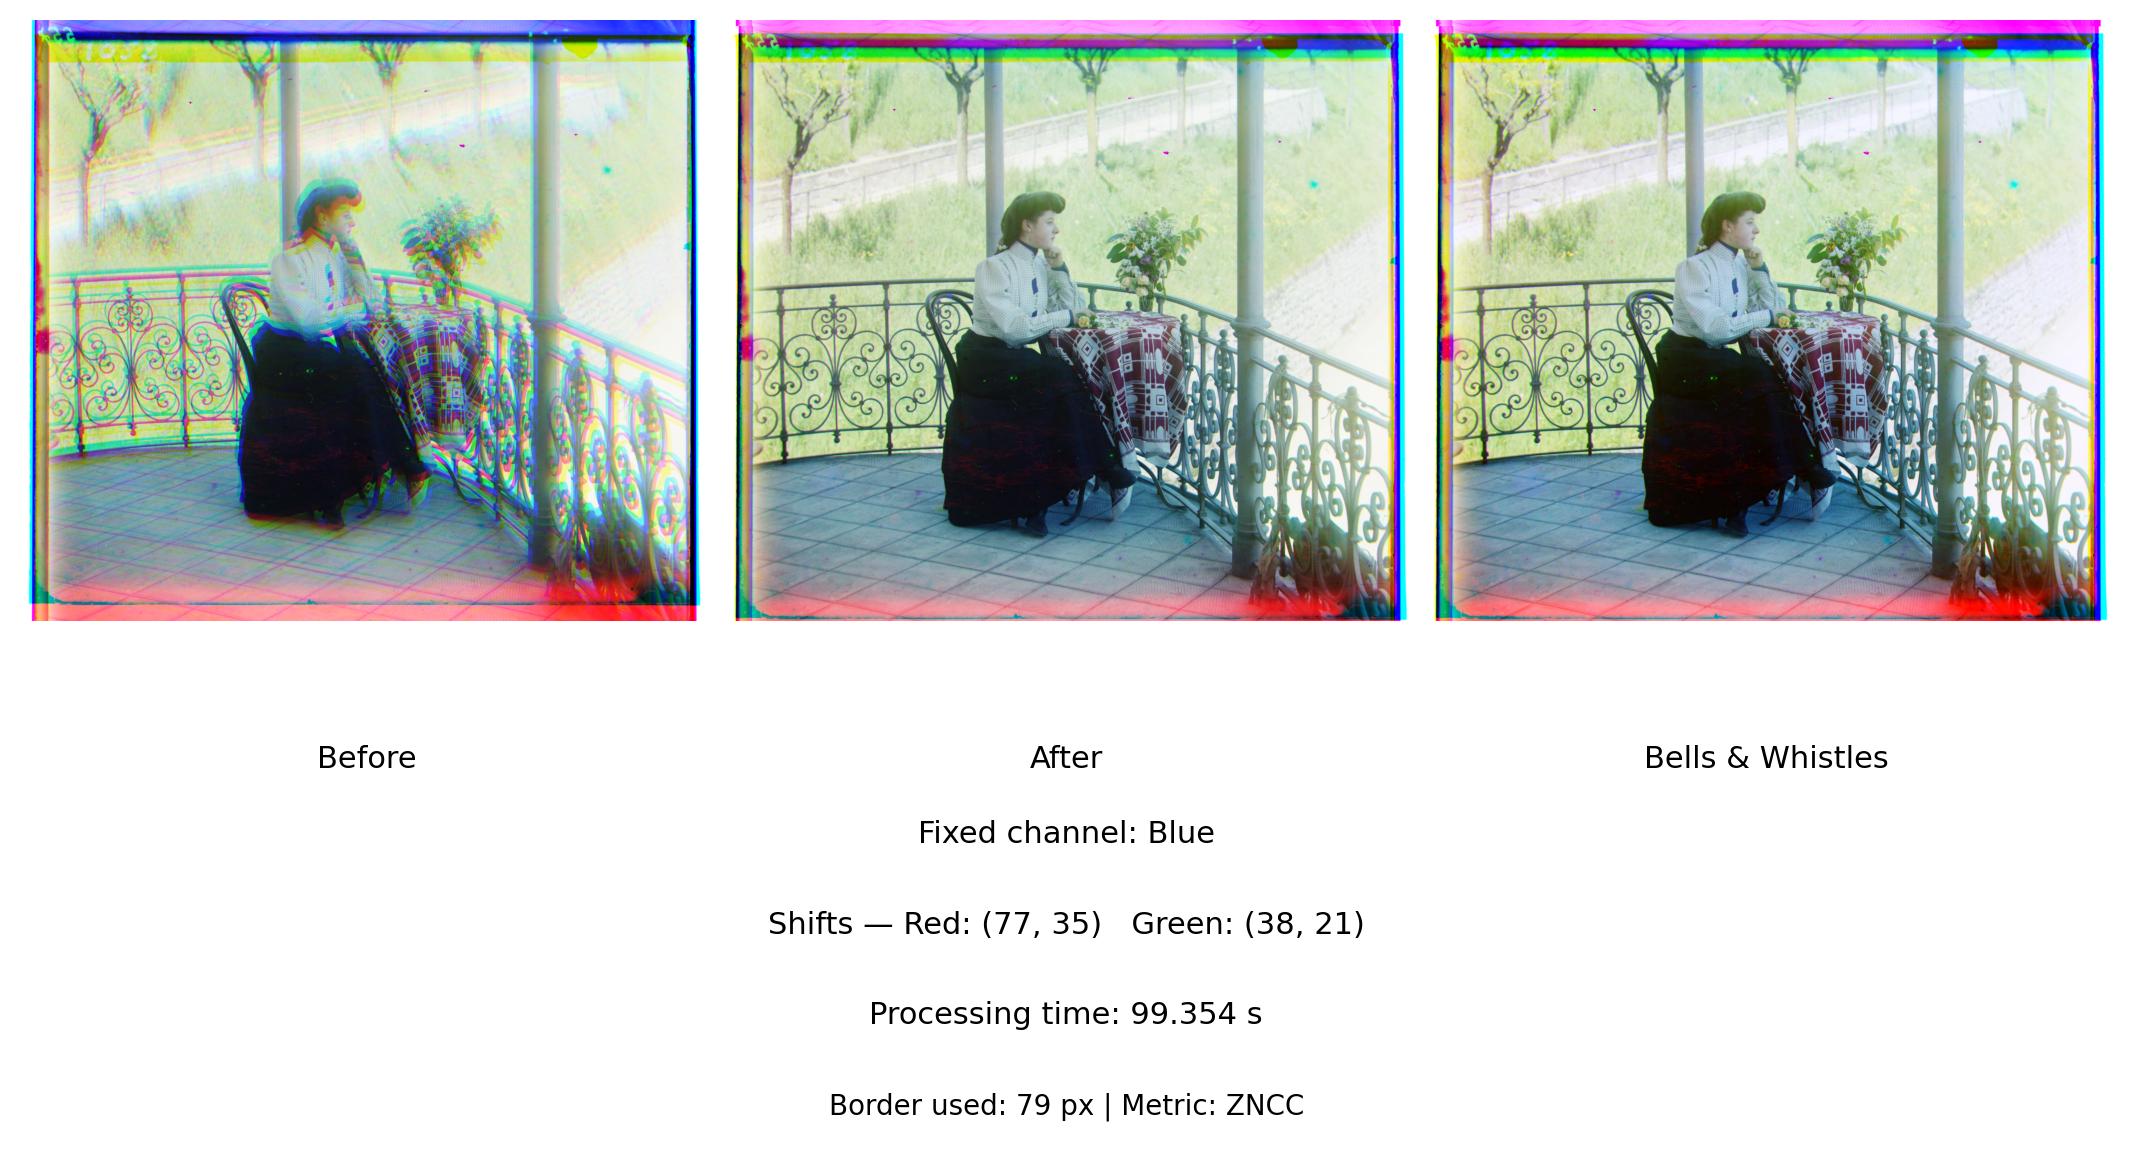 Before
After
Bells & Whistles
Fixed channel: Blue
Shifts — Red: (77, 35)   Green: (38, 21)
Processing time: 99.354 s
Border used: 79 px | Metric: ZNCC